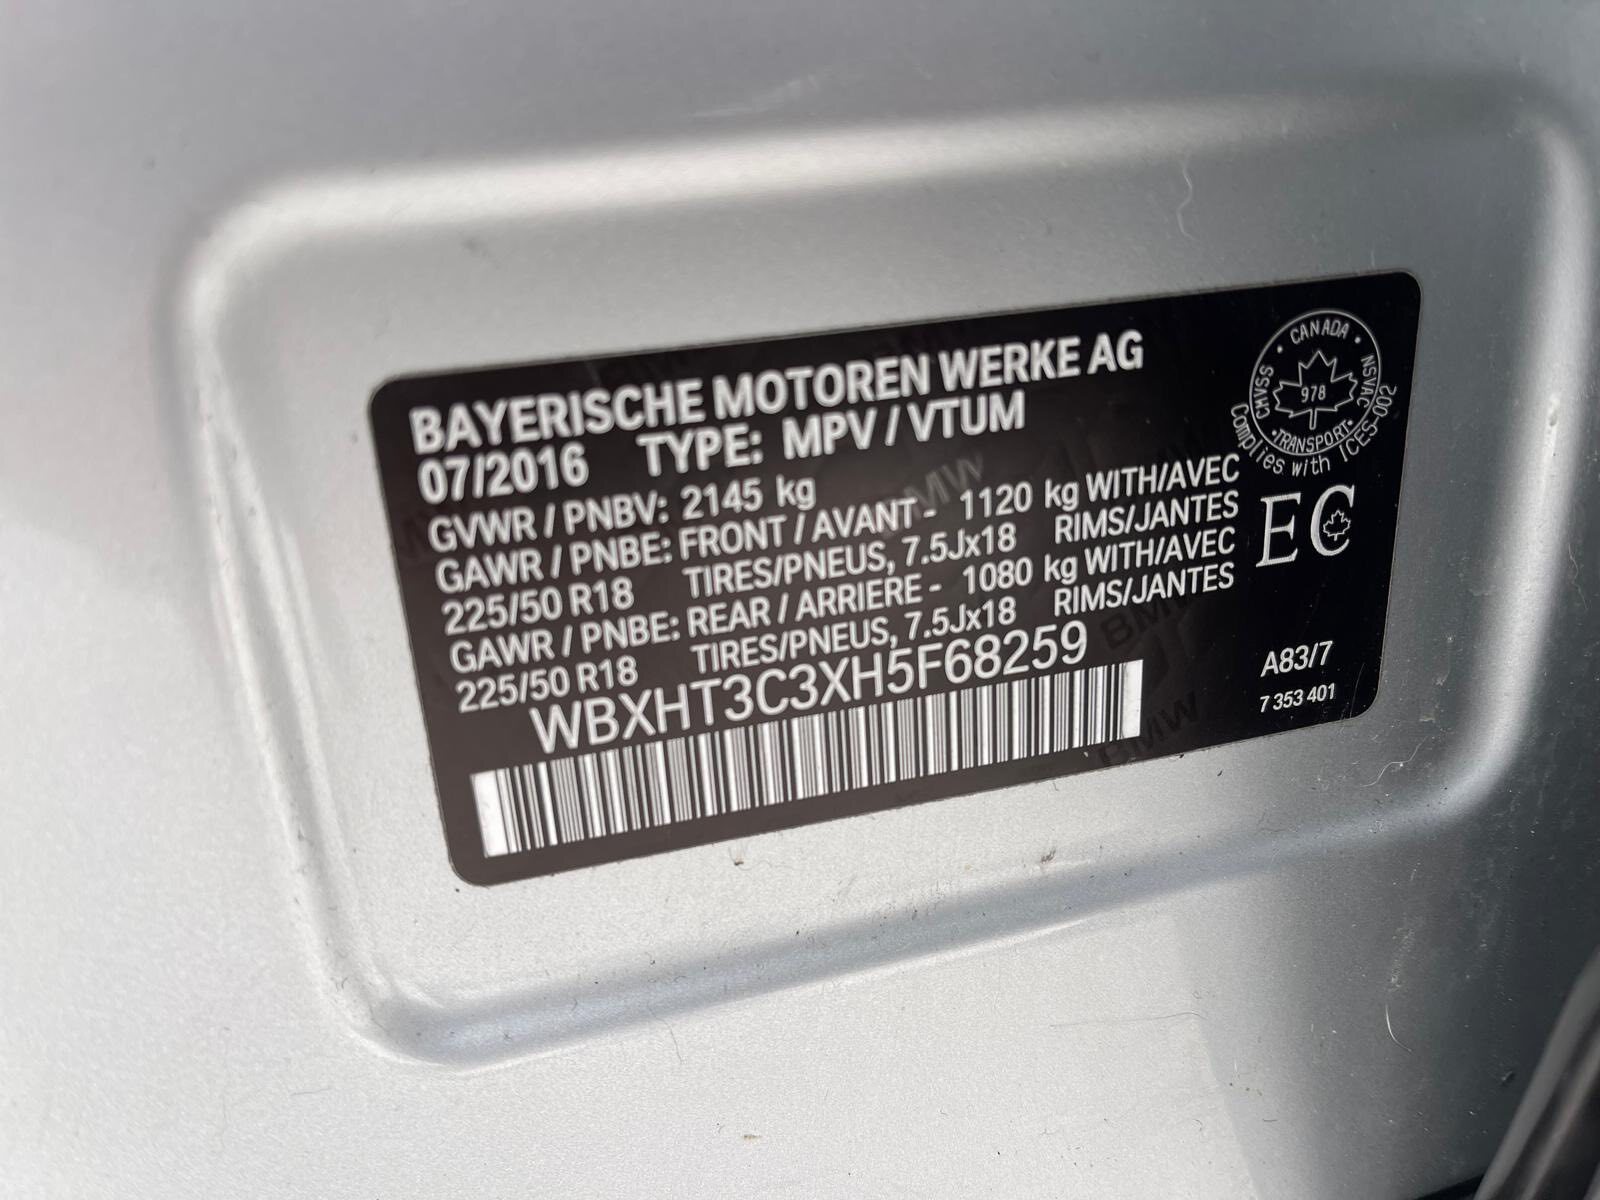 BAYERISCHE MOTOREN WERKE AG
07/2016 TYPE: MPV / VTUM
GVWR / PNBV: 2145 kg
GAWR / PNBE: FRONT / AVANT - 1120 kg WITH/AVEC
225/50 R18 TIRES/PNEUS, 7.5Jx18 RIMS/JANTES
GAWR / PNBE: REAR / ARRIERE - 1080 kg WITH/AVEC
225/50 R18 TIRES/PNEUS, 7.5Jx18 RIMS/JANTES
WBXHT3C3XH5F68259
CANADA
CMVSS NSVAC
978
TRANSPORT
Complies with ICES-002
EC
A83/7
7 353 401
BMW
BMW
BMW